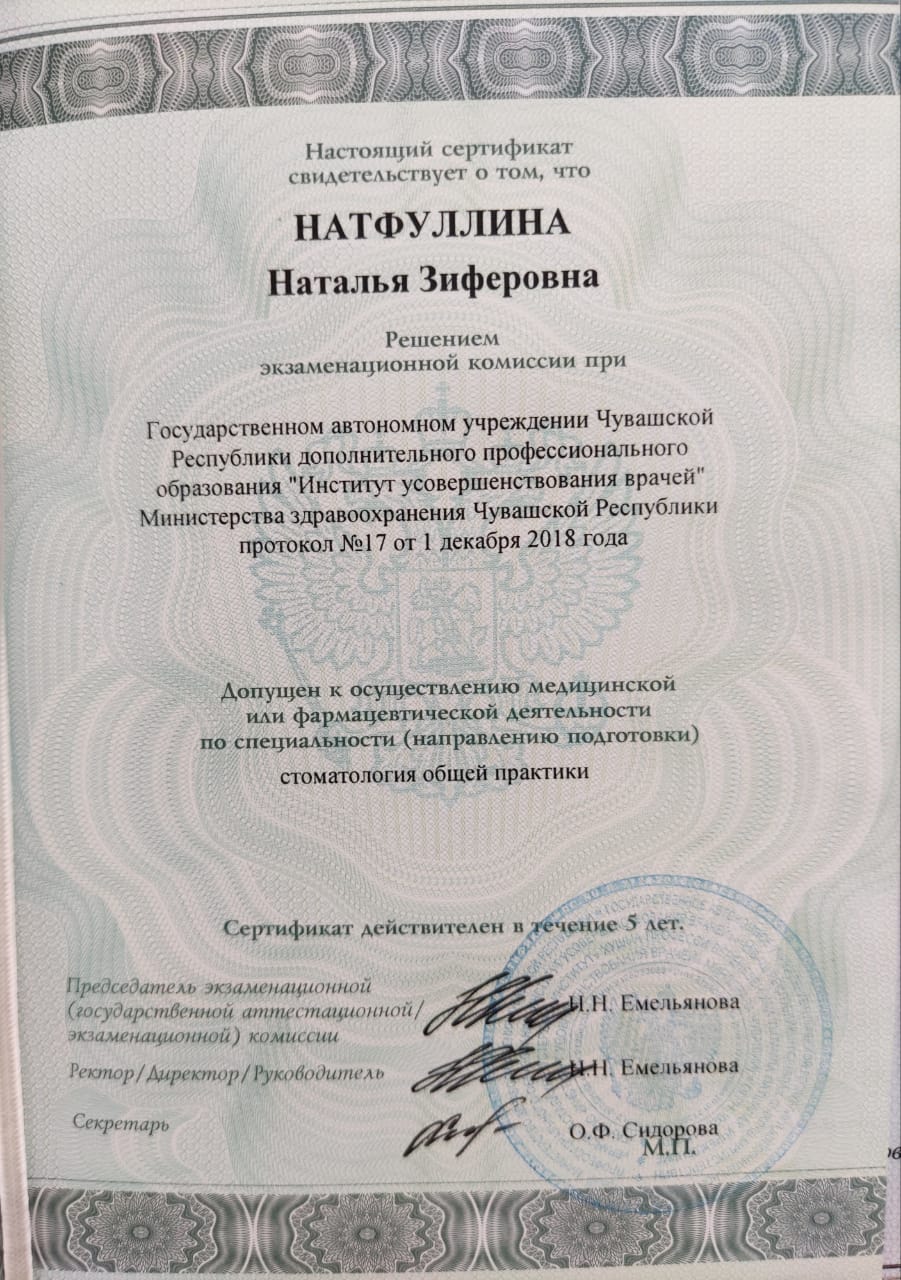 Настоящий сертификат
свидетельствует о том, что
НАТФУЛЛИНА
Наталья Зиферовна
Решением
экзаменационной комиссии при
Государственном автономном учреждении Чувашской
Республики дополнительного профессионального
образования "Институт усовершенствования врачей"
Министерства здравоохранения Чувашской Республики
протокол №17 от 1 декабря 2018 года
Допущен к осуществлению медицинской
или фармацевтической деятельности
по специальности (направлению подготовки)
стоматология общей практики
Сертификат действителен в течение 5 лет.
Председатель экзаменационной
(государственной аттестационной/
экзаменационной) комиссии
Н.Н. Емельянова
Ректор/Директор/Руководитель
Н.Н. Емельянова
Секретарь
О.Ф. Сидорова
М.П.